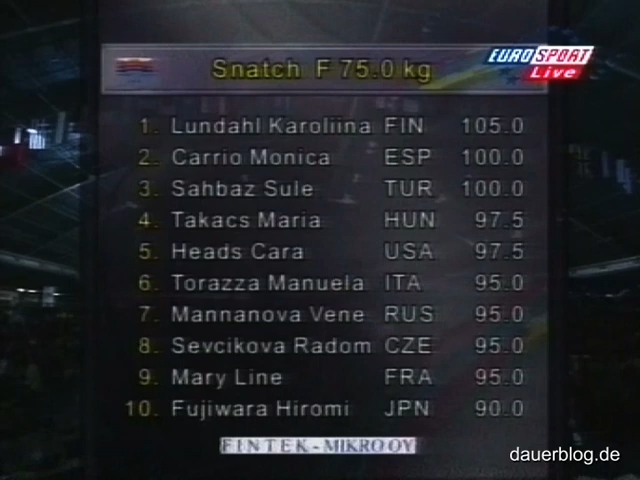 EUROSPORT
Live
Snatch F 75.0 kg
1. Lundahl Karoliina FIN 105.0
2. Carrio Monica ESP 100.0
3. Sahbaz Sule TUR 100.0
4. Takacs Maria HUN 97.5
5. Heads Cara USA 97.5
6. Torazza Manuela ITA 95.0
7. Mannanova Vene RUS 95.0
8. Sevcikova Radom CZE 95.0
9. Mary Line FRA 95.0
10. Fujiwara Hiromi JPN 90.0
FINTEK - MIKRO OY
dauerblog.de